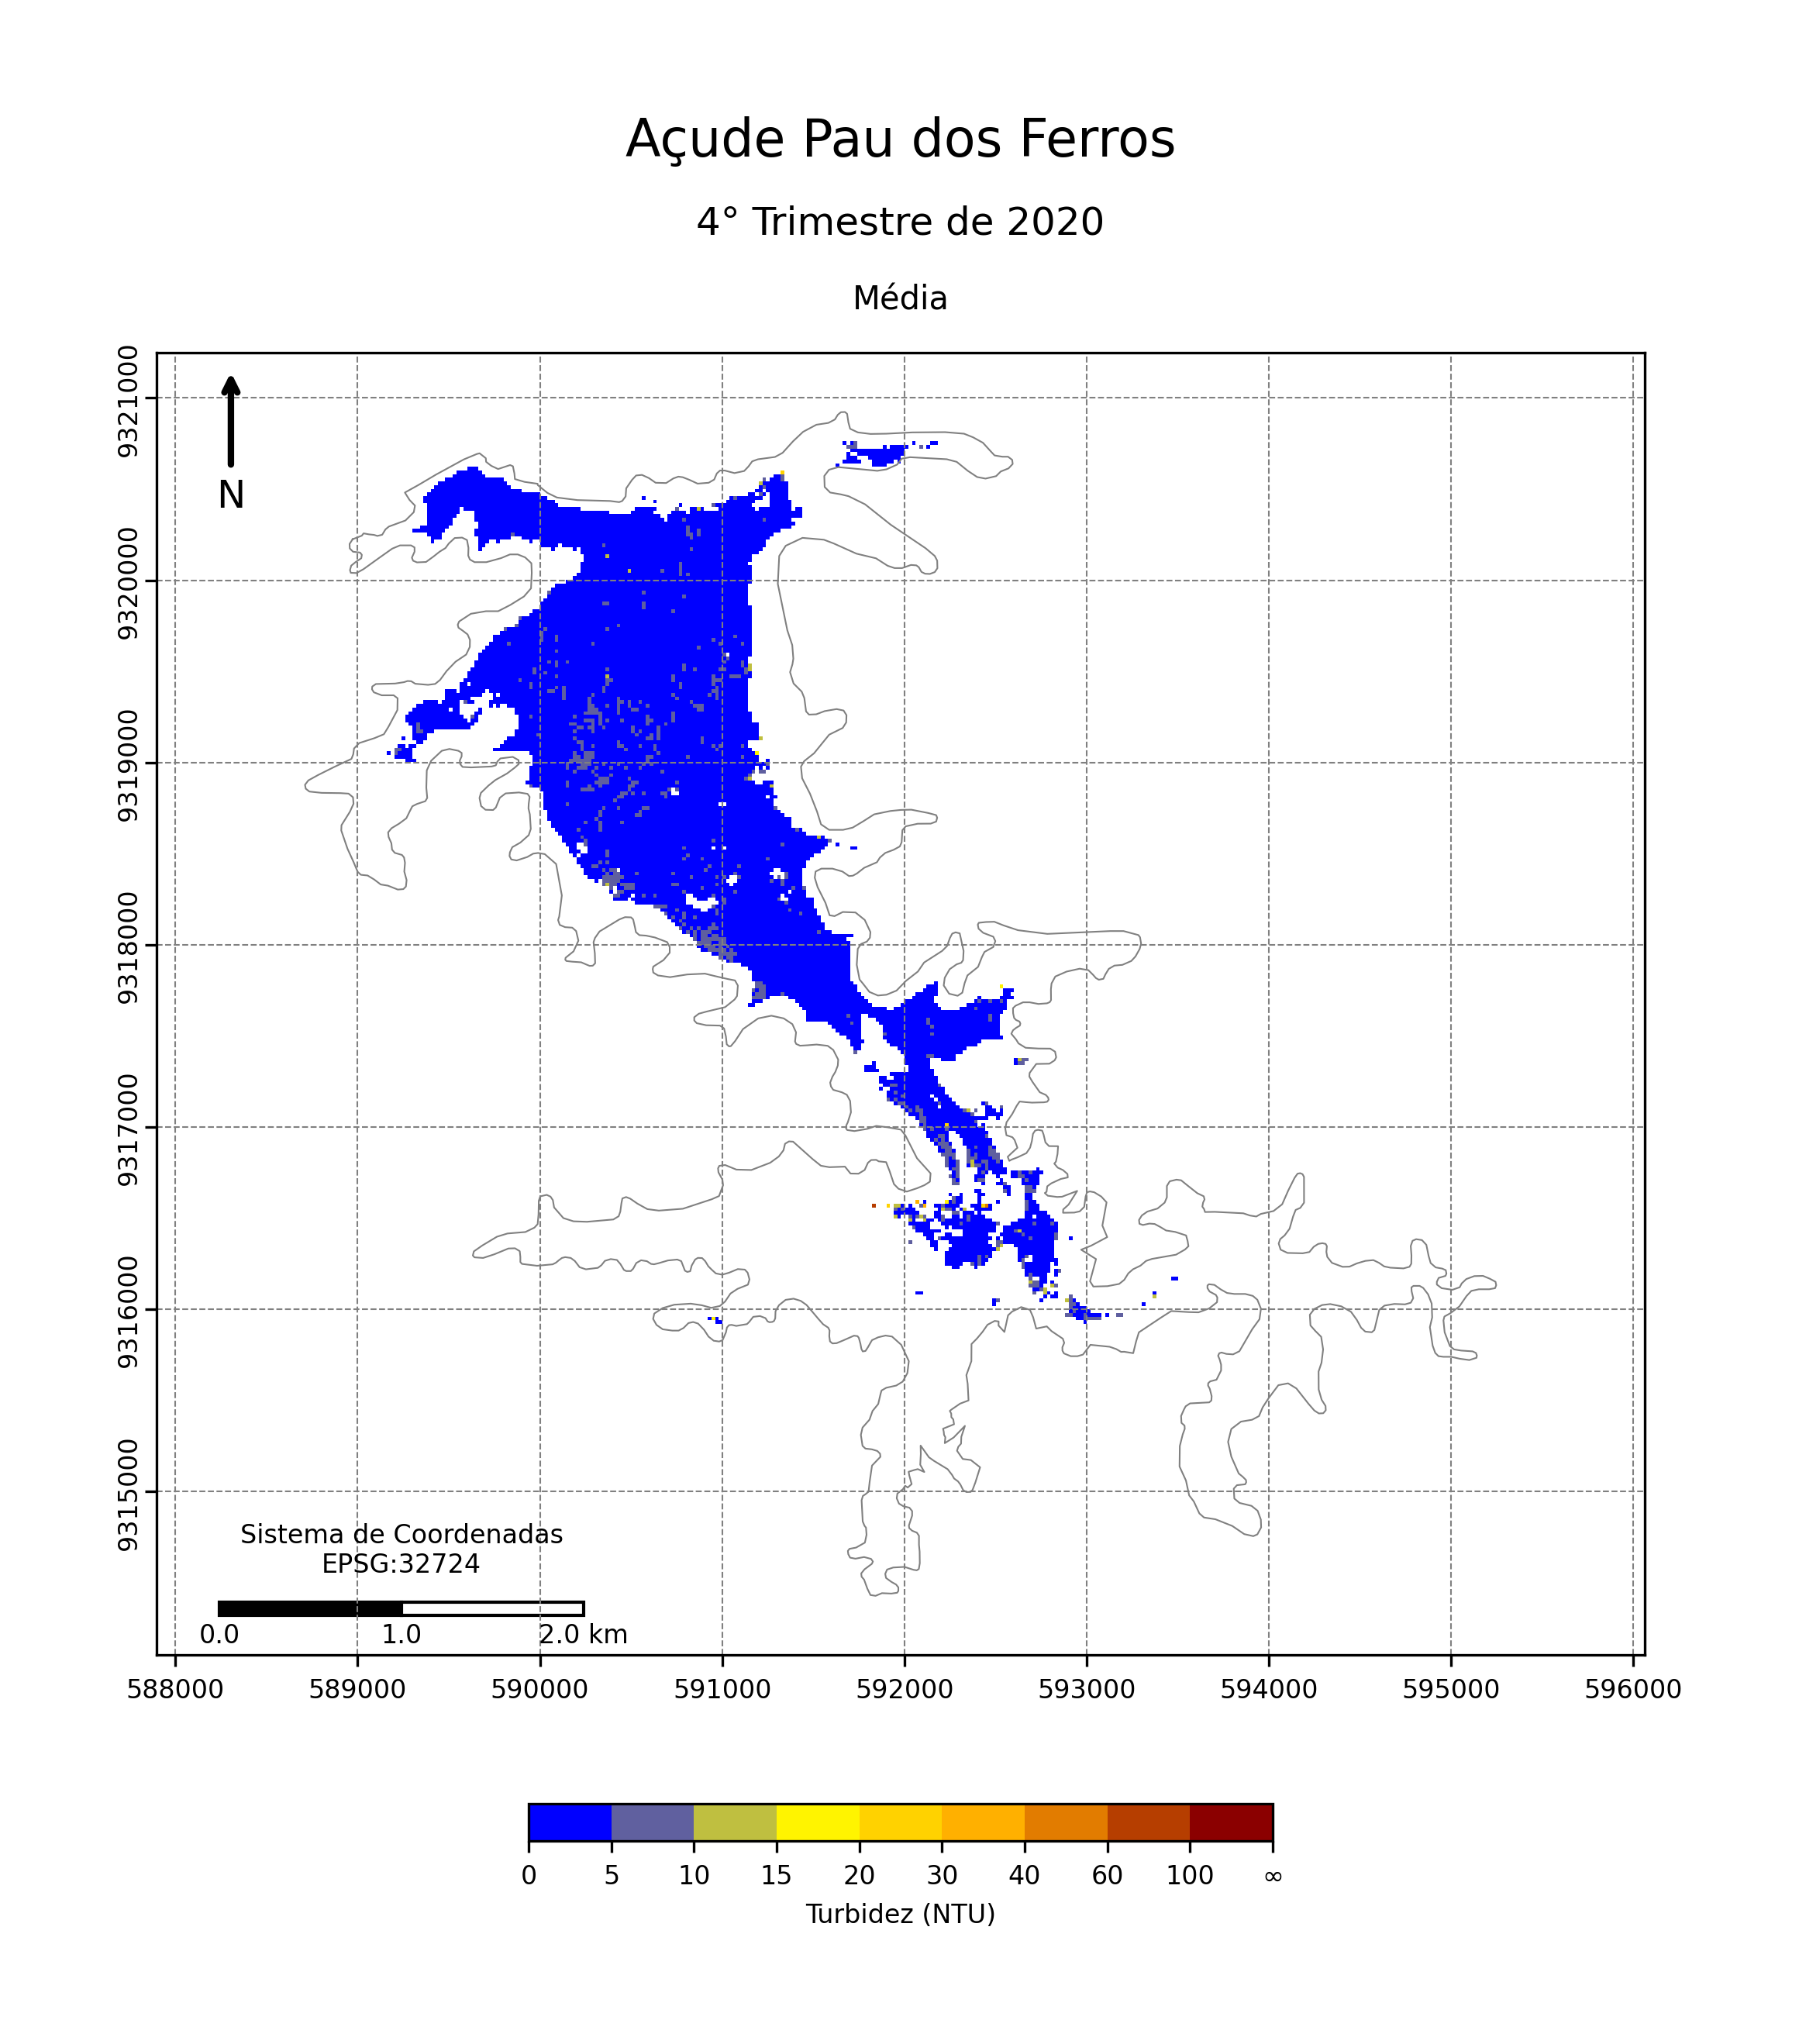 Açude Pau dos Ferros
4° Trimestre de 2020
Média
9321000
9320000
9319000
9318000
9317000
9316000
9315000
N
Sistema de Coordenadas
EPSG:32724
0.0 1.0 2.0 km
588000 589000 590000 591000 592000 593000 594000 595000 596000
0 5 10 15 20 30 40 60 100 ∞
Turbidez (NTU)